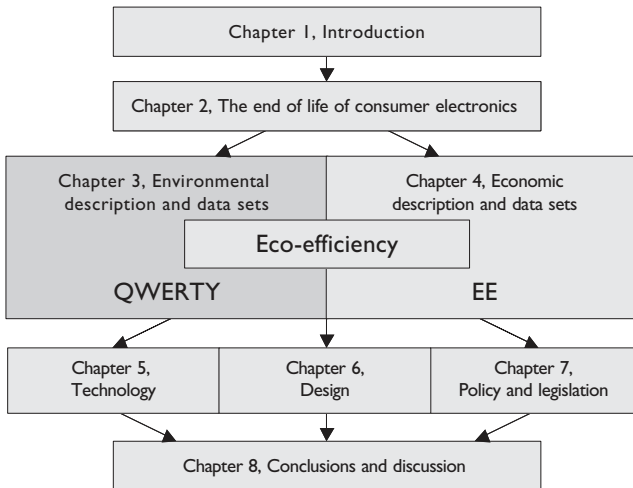 Chapter 1, Introduction
Chapter 2, The end of life of consumer electronics
Chapter 3, Environmental
description and data sets
Chapter 4, Economic
description and data sets
Eco-efficiency
QWERTY
EE
Chapter 5,
Technology
Chapter 6,
Design
Chapter 7,
Policy and legislation
Chapter 8, Conclusions and discussion